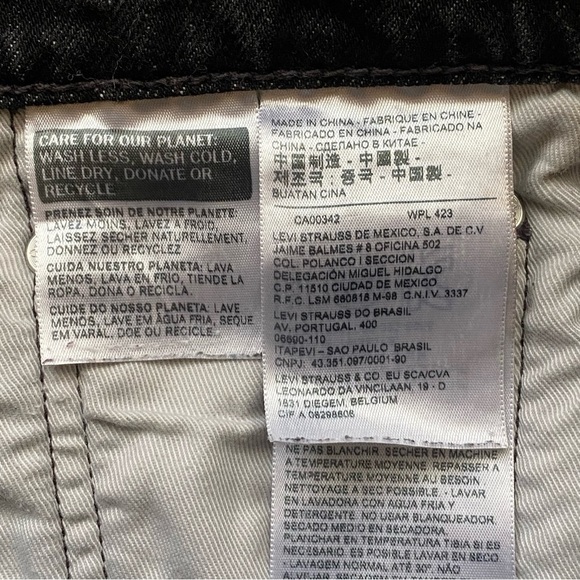 CARE FOR OUR PLANET:
WASH LESS, WASH COLD,
LINE DRY, DONATE OR
RECYCLE
PRENEZ SOIN DE NOTRE PLANETE:
LAVEZ MOINS, LAVEZ A FROID,
LAISSEZ SECHER NATURELLEMENT,
DONNEZ OU RECYCLEZ
CUIDA NUESTRO PLANETA: LAVA
MENOS, LAVA EN FRIO, TIENDE LA
ROPA, DONA O RECICLA.
CUIDE DO NOSSO PLANETA: LAVE
MENOS, LAVE EM ÁGUA FRIA, SEQUE
EM VARAL, DOE OU RECICLE.
MADE IN CHINA - FABRIQUE EN CHINE -
FABRICADO EN CHINA - FABRICADO NA
CHINA - СДЕЛАНО В КИТАЕ -
中国制造 - 中國製 -
제조국: 중국 - 中国製 -
BUATAN CINA
CA00342 WPL 423
LEVI STRAUSS DE MEXICO, S.A. DE C.V
JAIME BALMES # 8 OFICINA 502
COL. POLANCO I SECCION
DELEGACIÓN MIGUEL HIDALGO
C.P. 11510 CIUDAD DE MEXICO
R.F.C. LSM 660818 M-98 C.N.I.V. 3337
LEVI STRAUSS DO BRASIL
AV. PORTUGAL, 400
06690-110
ITAPEVI - SAO PAULO BRASIL
CNPJ: 43.351.097/0001-90
LEVI STRAUSS & CO. EU SCA/CVA
LEONARDO DA VINCILAAN, 19 - D
1831 DIEGEM, BELGIUM
CIF A 08298606
NE PAS BLANCHIR. SECHER EN MACHINE
A TEMPERATURE MOYENNE. REPASSER A
TEMPERATURE MOYENNE AU BESOIN
NETTOYAGE A SEC POSSIBLE. - LAVAR
EN LAVADORA CON AGUA FRIA Y
DETERGENTE. NO USAR BLANQUEADOR.
SECADO MEDIO EN SECADORA.
PLANCHAR EN TEMPERATURA TIBIA SI ES
NECESARIO. ES POSIBLE LAVAR EN SECO
- LAVAGEM NORMAL ATÉ 30º. NÃO